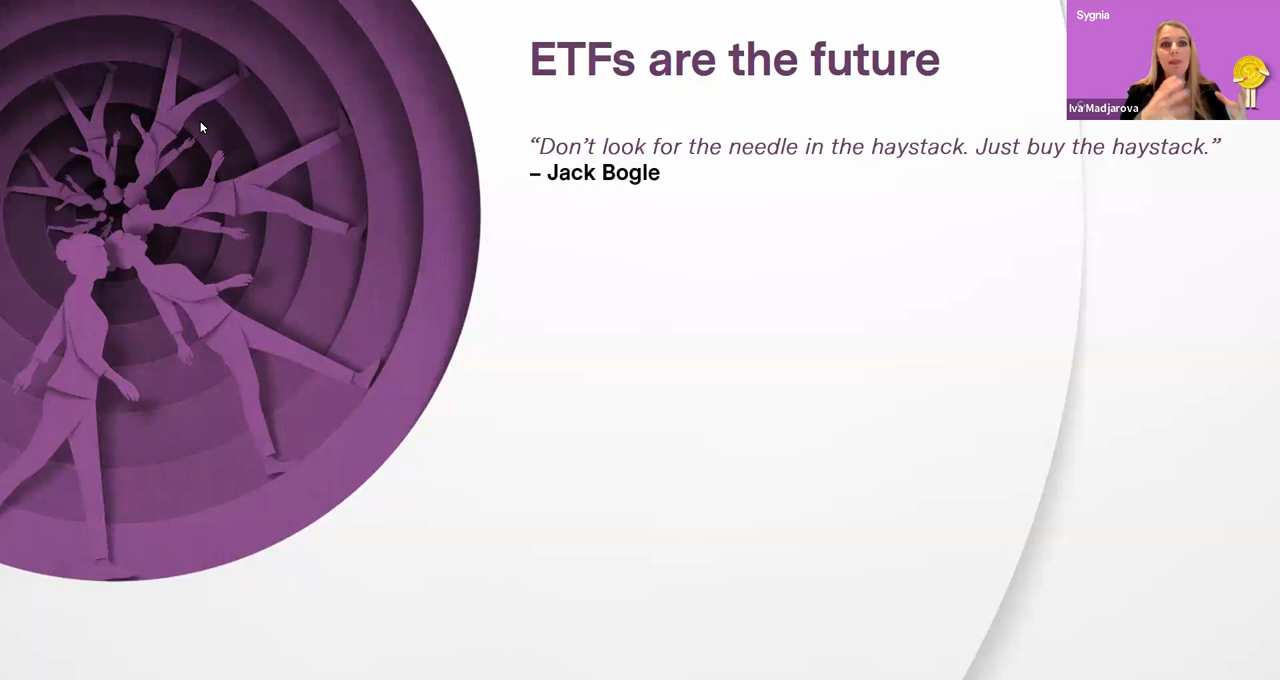 ETFs are the future
Sygnia
Iva Madjarova
“Don’t look for the needle in the haystack. Just buy the haystack.”
– Jack Bogle